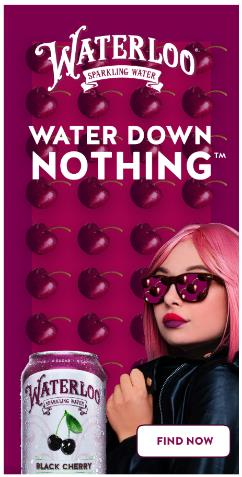 WATERLOO
SPARKLING WATER
WATER DOWN
NOTHING™
WATERLOO
SPARKLING WATER
BLACK CHERRY
FIND NOW